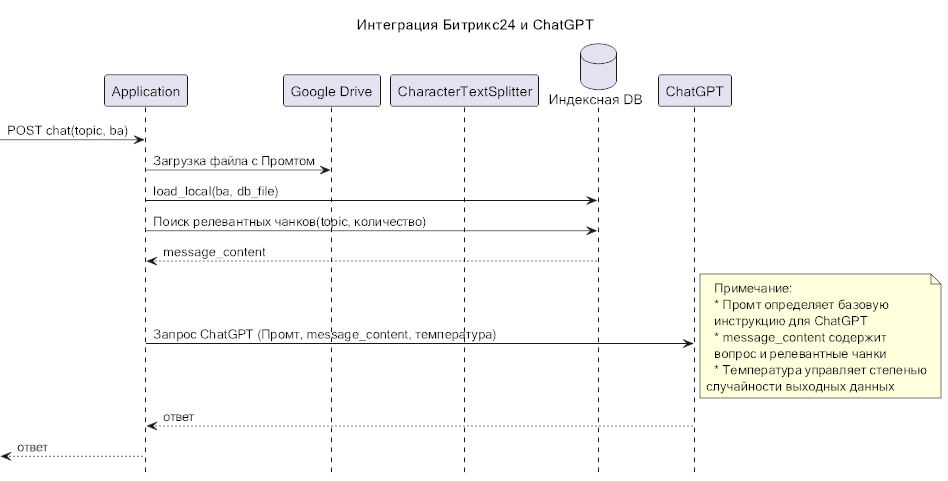 Интеграция Битрикс24 и ChatGPT
Application
Google Drive
CharacterTextSplitter
Индексная DB
ChatGPT
POST chat(topic, ba)
Загрузка файла с Промтом
load_local(ba, db_file)
Поиск релевантных чанков(topic, количество)
message_content
Примечание:
* Промт определяет базовую
инструкцию для ChatGPT
* message_content содержит
вопрос и релевантные чанки
* Температура управляет степенью
случайности выходных данных
Запрос ChatGPT (Промт, message_content, температура)
ответ
ответ